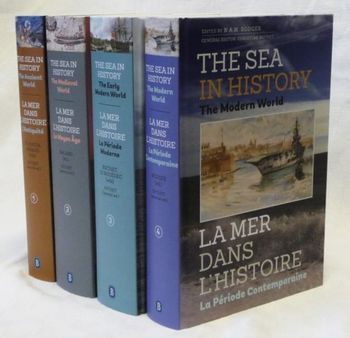 THE SEA
IN HISTORY
The Ancient
World
LA MER
DANS
L'HISTOIRE
L'Antiquité
1
B
THE SEA
IN HISTORY
The Medieval
World
LA MER
DANS
L'HISTOIRE
Le Moyen Âge
2
B
THE SEA
IN HISTORY
The Early
Modern World
LA MER
DANS
L'HISTOIRE
La Période
Moderne
3
B
THE SEA
IN HISTORY
The Modern
World
LA MER
DANS
L'HISTOIRE
La Période
Contemporaine
4
B
EDITED BY N A M RODGER
GENERAL EDITOR CHRISTIAN BUCHET
THE SEA
IN HISTORY
The Modern World
LA MER
DANS
L'HISTOIRE
La Période Contemporaine